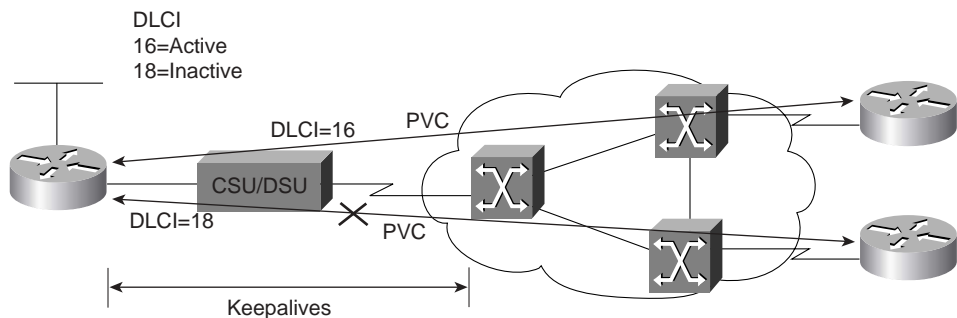 DLCI
16=Active
18=Inactive
DLCI=16
PVC
CSU/DSU
DLCI=18
PVC
Keepalives